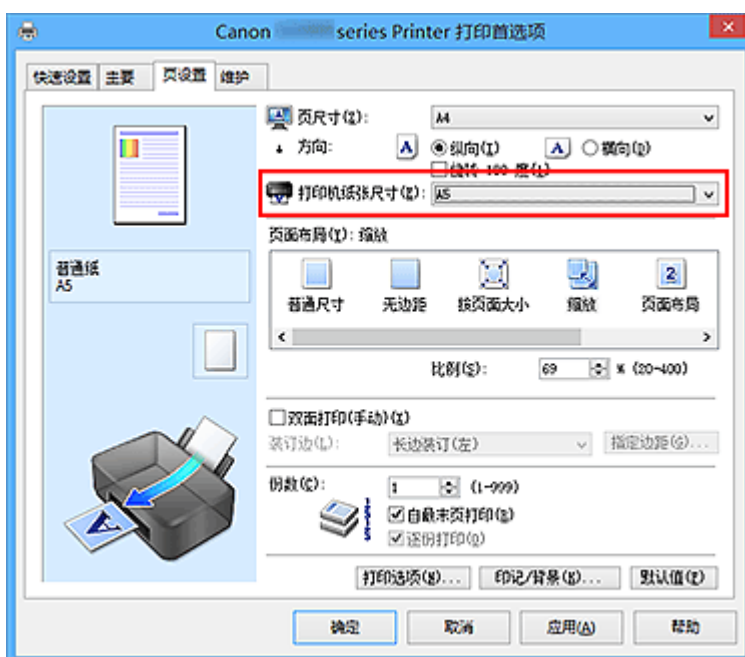 Canon series Printer 打印首选项
快速设置 主要 页设置 维护
页尺寸(Z): A4
方向: A 纵向(I) A 横向(D)
旋转 180 度(L)
打印机纸张尺寸(E): A5
页面布局(Y): 缩放
普通纸
A5
普通尺寸 无边距 按页面大小 缩放 页面布局
比例(S): 69 % (20-400)
双面打印(手动)(X)
装订边(L): 长边装订(左) 指定边距(G)...
份数(C): 1 (1-999)
自最末页打印(B)
逐份打印(O)
打印选项(N)... 印记/背景(K)... 默认值(F)
确定 取消 应用(A) 帮助